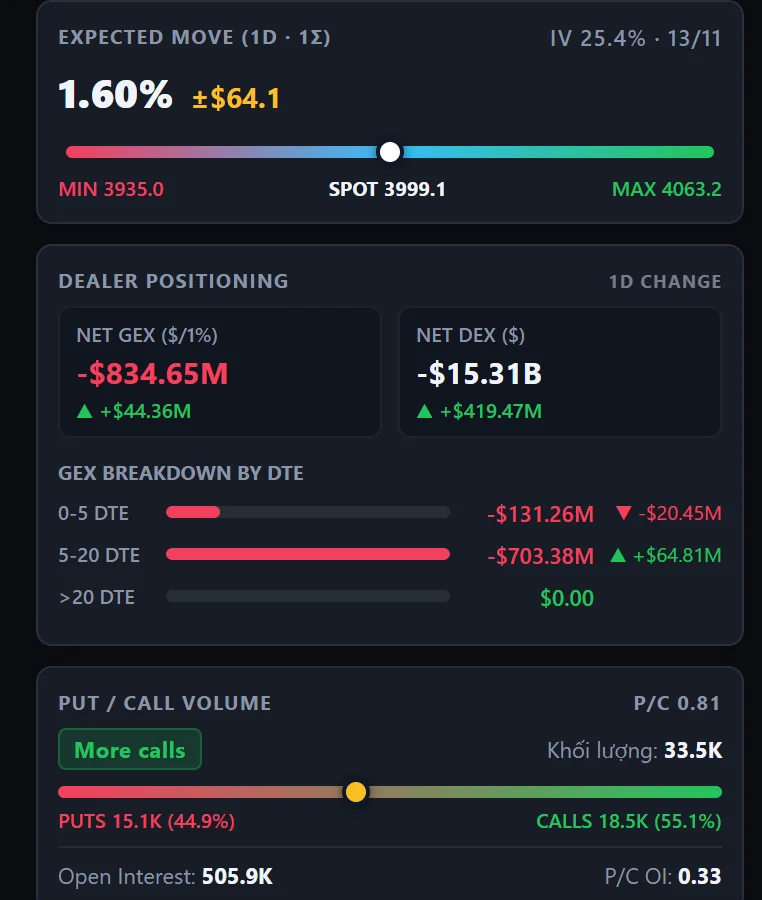 EXPECTED MOVE (1D · 1Σ) IV 25.4% · 13/11
1.60% ±$64.1
MIN 3935.0 SPOT 3999.1 MAX 4063.2
DEALER POSITIONING 1D CHANGE
NET GEX ($/1%) NET DEX ($)
-$834.65M -$15.31B
▲ +$44.36M ▲ +$419.47M
GEX BREAKDOWN BY DTE
0-5 DTE -$131.26M ▼ -$20.45M
5-20 DTE -$703.38M ▲ +$64.81M
>20 DTE $0.00
PUT / CALL VOLUME P/C 0.81
More calls Khối lượng: 33.5K
PUTS 15.1K (44.9%) CALLS 18.5K (55.1%)
Open Interest: 505.9K P/C OI: 0.33